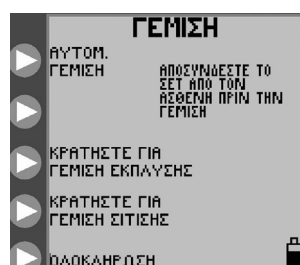 ΓΕΜΙΣΗ
ΑΥΤΟΜ.
ΓΕΜΙΣΗ
ΑΠΟΣΥΝΔΕΣΤΕ ΤΟ
ΣΕΤ ΑΠΟ ΤΟΝ
ΑΣΘΕΝΗ ΠΡΙΝ ΤΗΝ
ΓΕΜΙΣΗ
ΚΡΑΤΗΣΤΕ ΓΙΑ
ΓΕΜΙΣΗ ΕΚΠΛΥΣΗΣ
ΚΡΑΤΗΣΤΕ ΓΙΑ
ΓΕΜΙΣΗ ΣΙΤΙΣΗΣ
ΟΛΟΚΛΗΡΩΣΗ